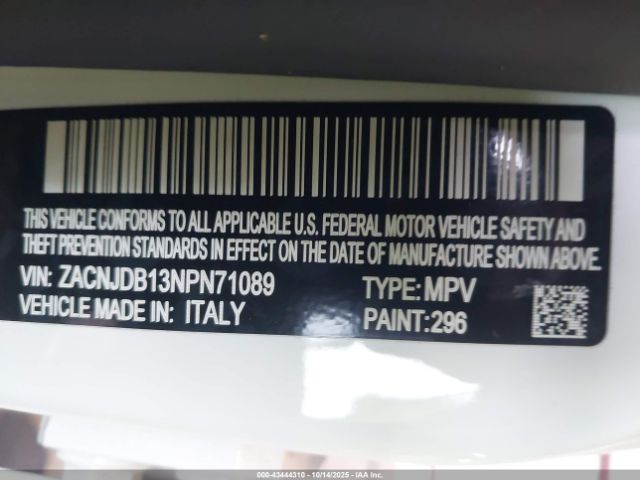 THIS VEHICLE CONFORMS TO ALL APPLICABLE U.S. FEDERAL MOTOR VEHICLE SAFETY AND
THEFT PREVENTION STANDARDS IN EFFECT ON THE DATE OF MANUFACTURE SHOWN ABOVE.
VIN: ZACNJDB13NPN71089 TYPE: MPV
VEHICLE MADE IN: ITALY PAINT:296
000-43444310 | 10/14/2025 | IAA, Inc.